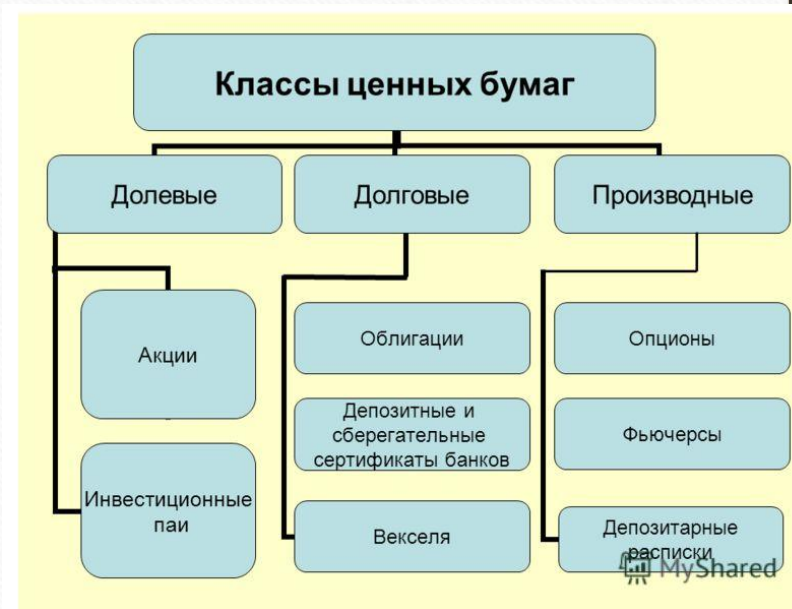 Классы ценных бумаг
Долевые
Долговые
Производные
Акции
Инвестиционные
паи
Облигации
Депозитные и
сберегательные
сертификаты банков
Векселя
Опционы
Фьючерсы
Депозитарные
расписки
MyShared